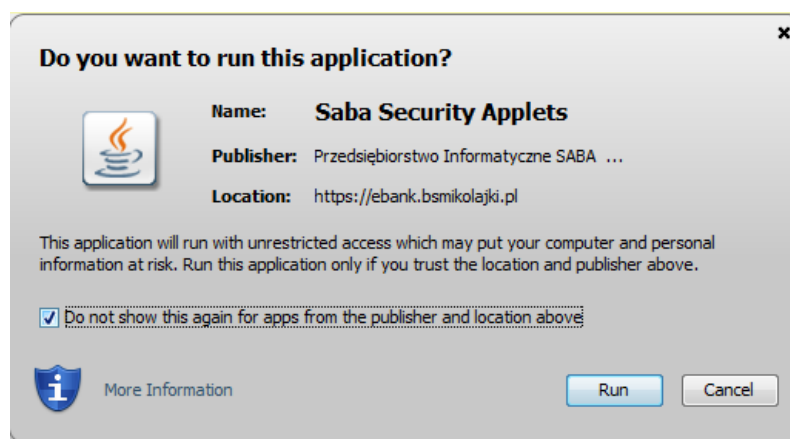 Do you want to run this application?
Name: Saba Security Applets
Publisher: Przedsiębiorstwo Informatyczne SABA ...
Location: https://ebank.bsmikolajki.pl
This application will run with unrestricted access which may put your computer and personal
information at risk. Run this application only if you trust the location and publisher above.
Do not show this again for apps from the publisher and location above
More Information
Run
Cancel